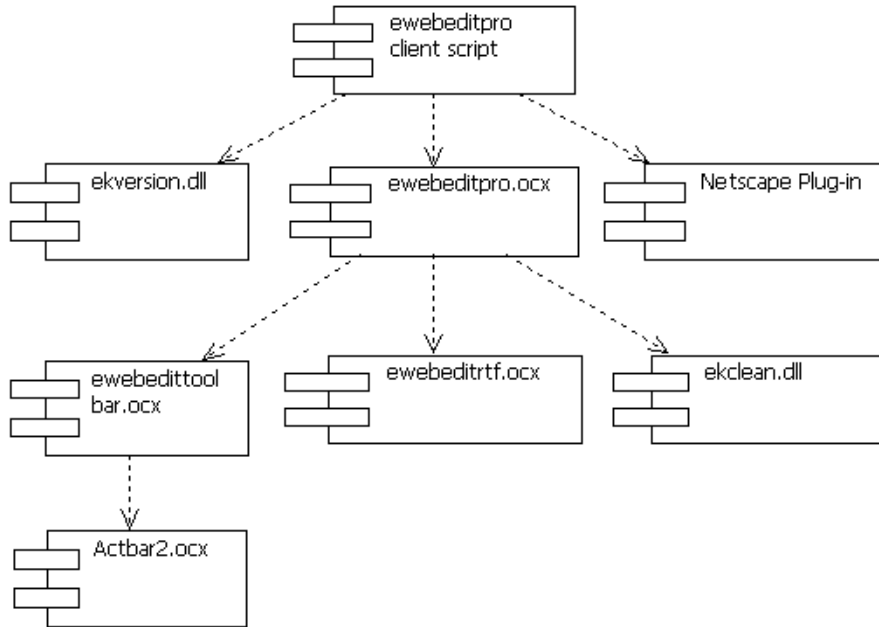 ewebeditpro
client script
ekversion.dll
ewebeditpro.ocx
Netscape Plug-in
ewebedittool
bar.ocx
ewebeditrtf.ocx
ekclean.dll
Actbar2.ocx